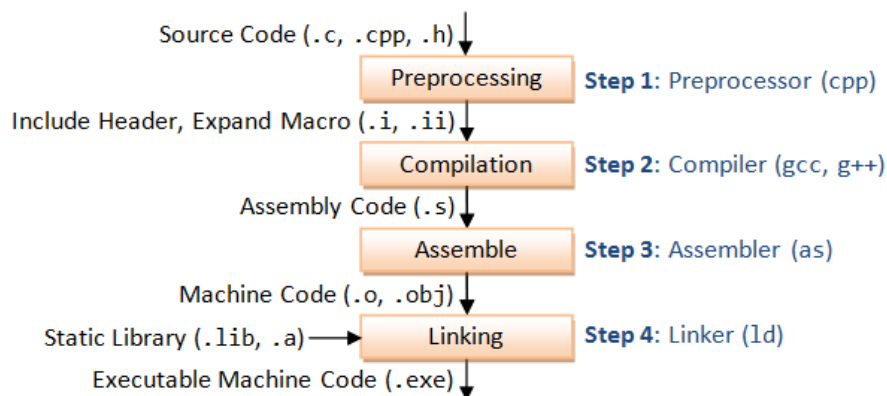 Source Code (.c, .cpp, .h)
Preprocessing
Step 1: Preprocessor (cpp)
Include Header, Expand Macro (.i, .ii)
Compilation
Step 2: Compiler (gcc, g++)
Assembly Code (.s)
Assemble
Step 3: Assembler (as)
Machine Code (.o, .obj)
Static Library (.lib, .a)
Linking
Step 4: Linker (ld)
Executable Machine Code (.exe)